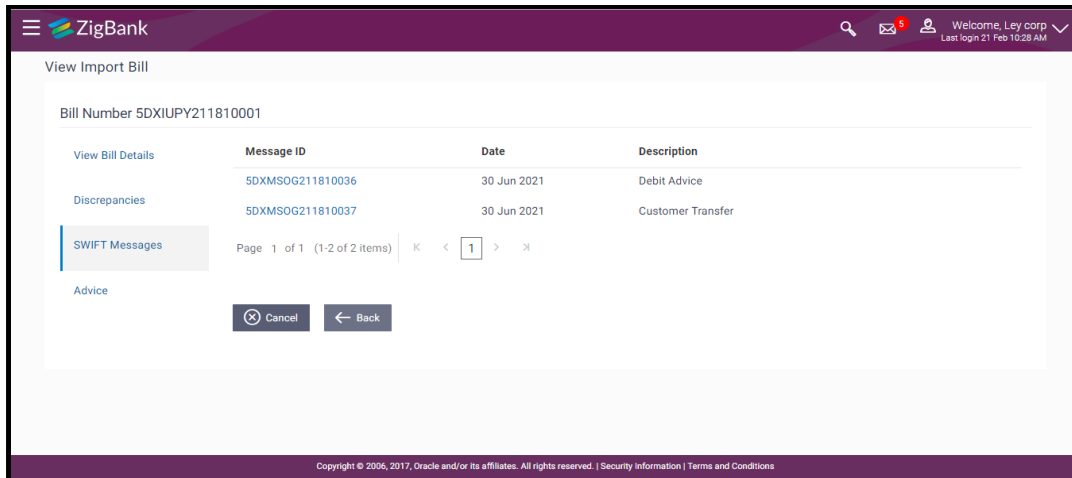 ZigBank
5
Welcome, Ley corp
Last login 21 Feb 10:28 AM
View Import Bill
Bill Number 5DXIUPY211810001
View Bill Details
Discrepancies
SWIFT Messages
Advice
Message ID Date Description
5DXMSOG211810036 30 Jun 2021 Debit Advice
5DXMSOG211810037 30 Jun 2021 Customer Transfer
Page 1 of 1 (1-2 of 2 items) 1
Cancel Back
Copyright © 2006, 2017, Oracle and/or its affiliates. All rights reserved. | Security Information | Terms and Conditions